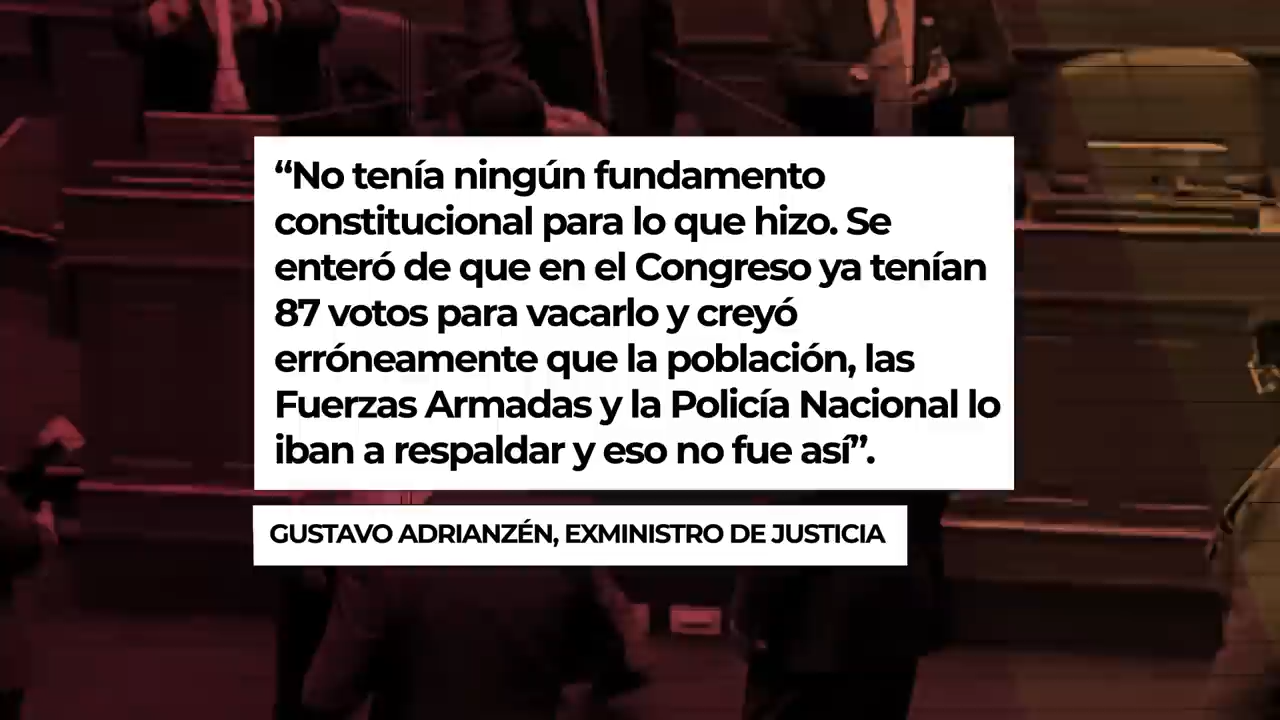 “No tenía ningún fundamento
constitucional para lo que hizo. Se
enteró de que en el Congreso ya tenían
87 votos para vacarlo y creyó
erróneamente que la población, las
Fuerzas Armadas y la Policía Nacional lo
iban a respaldar y eso no fue así”.
GUSTAVO ADRIANZÉN, EXMINISTRO DE JUSTICIA